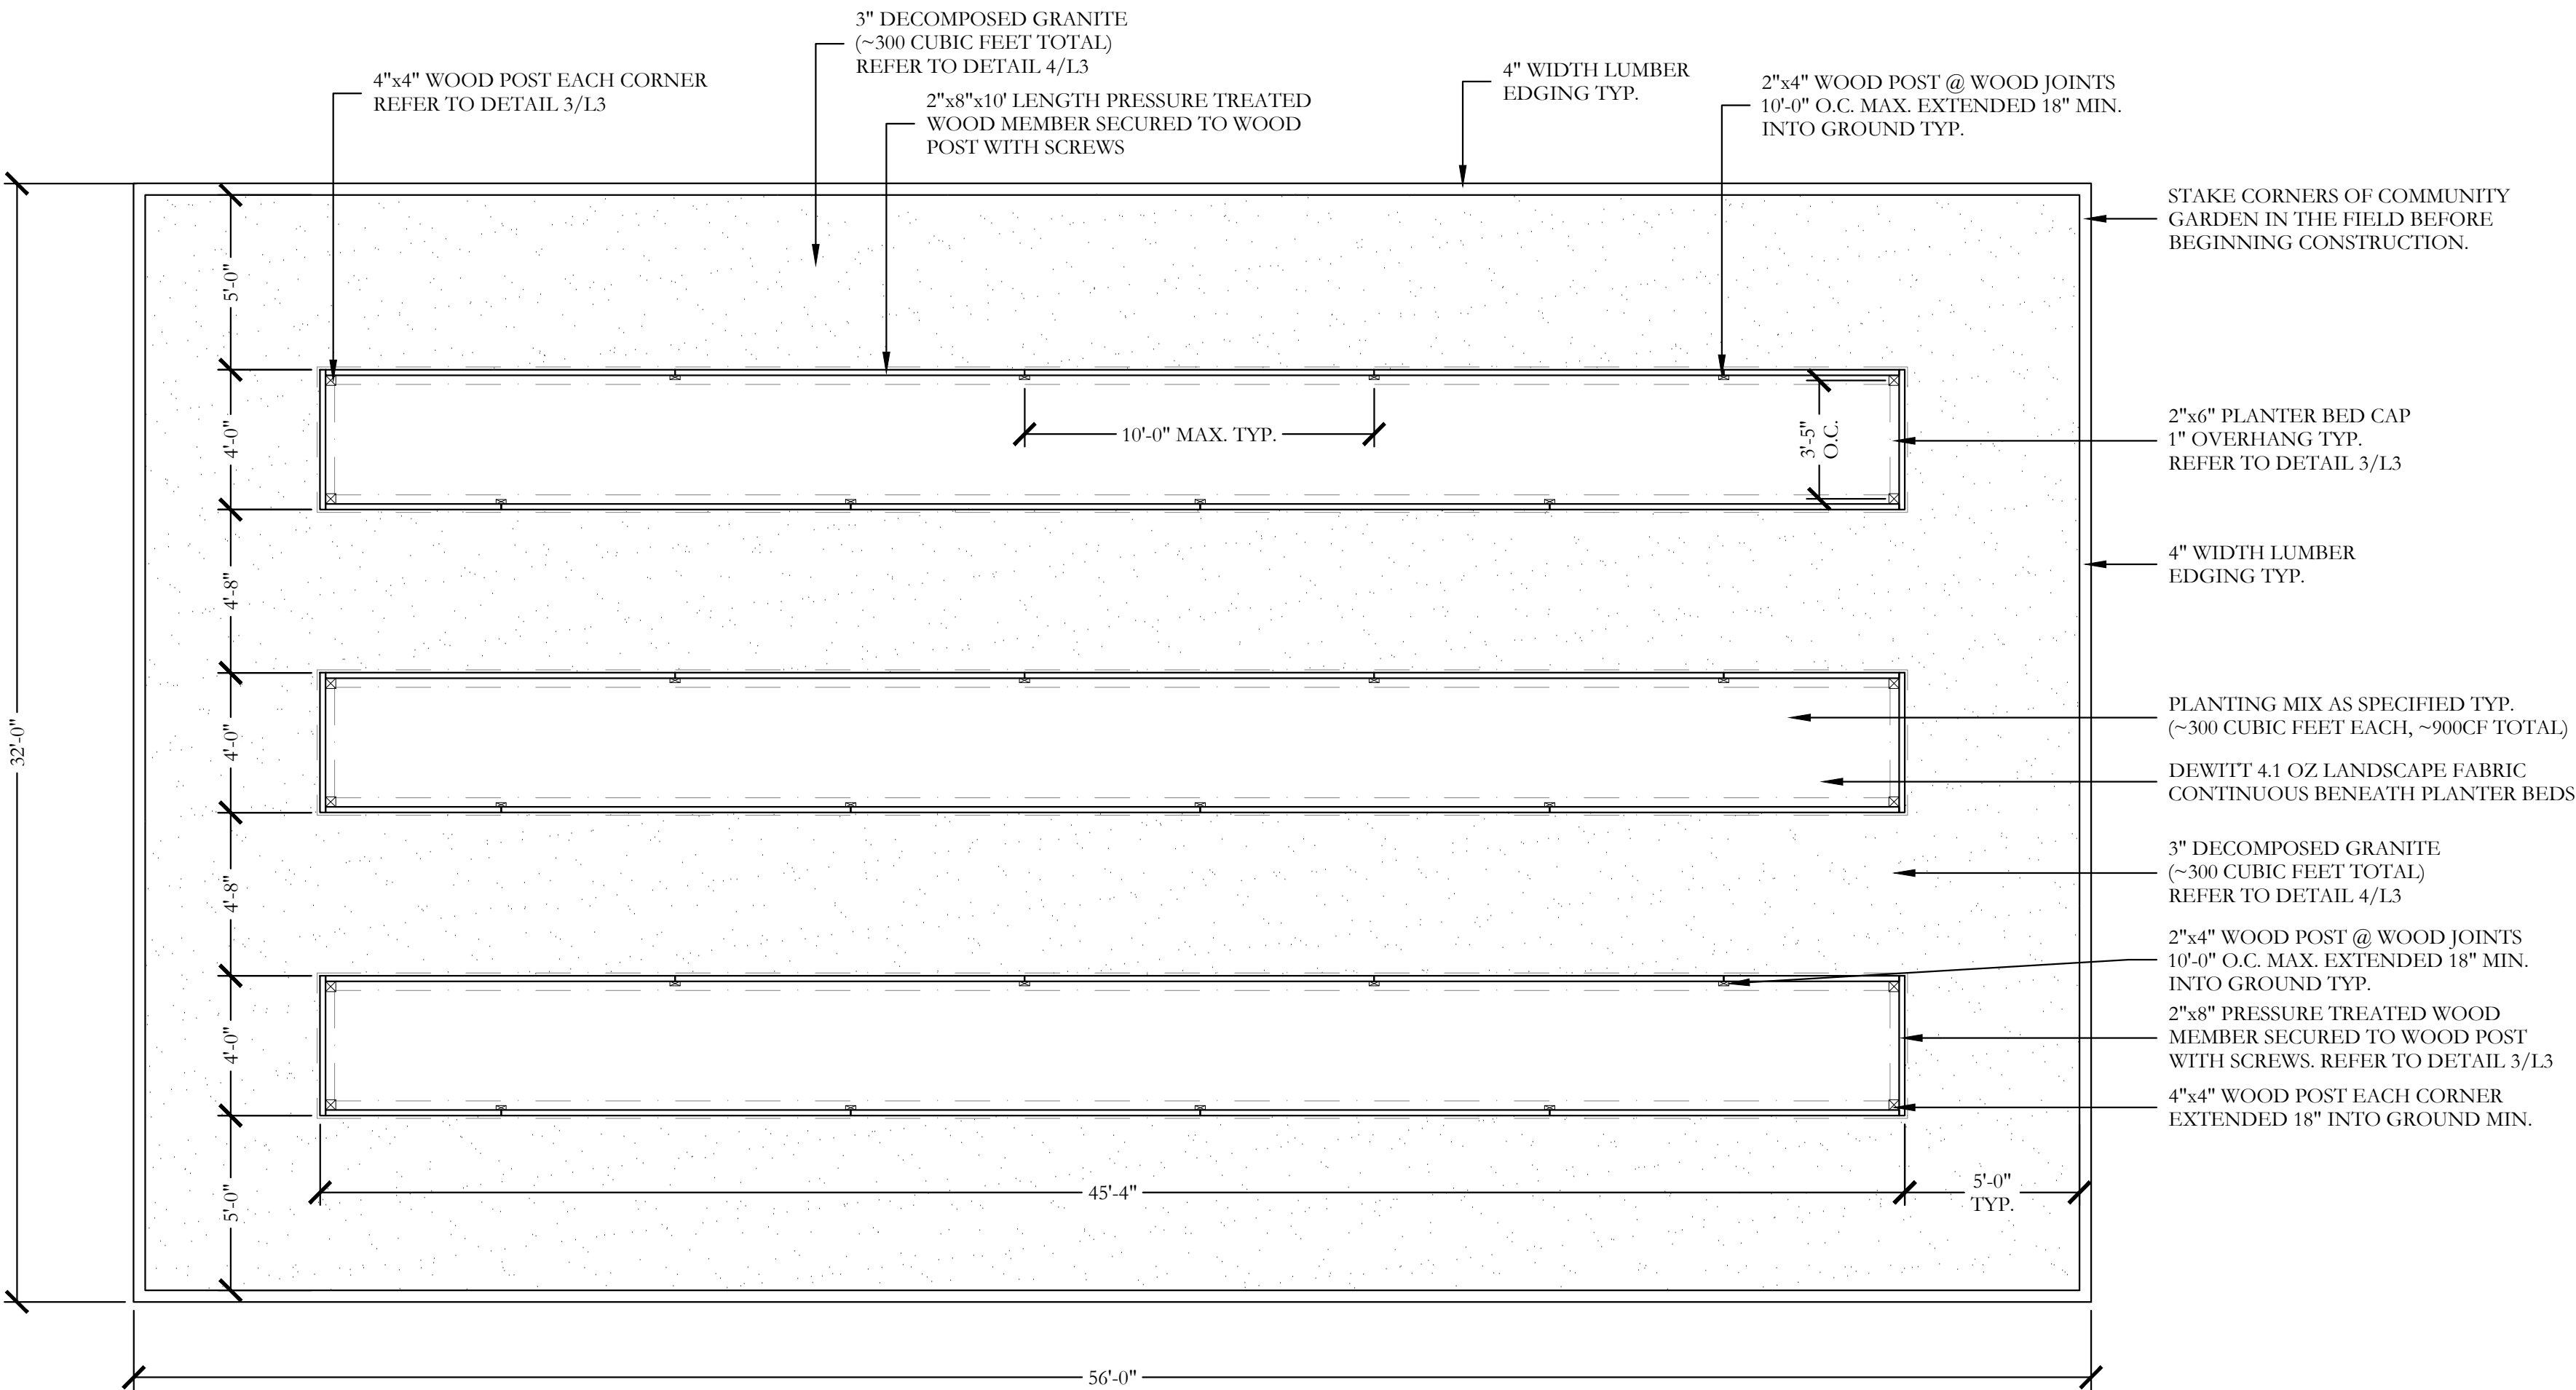 3" DECOMPOSED GRANITE
(~300 CUBIC FEET TOTAL)
REFER TO DETAIL 4/L3
4"x4" WOOD POST EACH CORNER
REFER TO DETAIL 3/L3
2"x8"x10' LENGTH PRESSURE TREATED
WOOD MEMBER SECURED TO WOOD
POST WITH SCREWS
4" WIDTH LUMBER
EDGING TYP.
2"x4" WOOD POST @ WOOD JOINTS
10'-0" O.C. MAX. EXTENDED 18" MIN.
INTO GROUND TYP.
STAKE CORNERS OF COMMUNITY
GARDEN IN THE FIELD BEFORE
BEGINNING CONSTRUCTION.
5'-0"
4'-0"
10'-0" MAX. TYP.
3'-5"
O.C.
2"x6" PLANTER BED CAP
1" OVERHANG TYP.
REFER TO DETAIL 3/L3
4'-8"
4" WIDTH LUMBER
EDGING TYP.
32'-0"
4'-0"
PLANTING MIX AS SPECIFIED TYP.
(~300 CUBIC FEET EACH, ~900CF TOTAL)
DEWITT 4.1 OZ LANDSCAPE FABRIC
CONTINUOUS BENEATH PLANTER BEDS
4'-8"
3" DECOMPOSED GRANITE
(~300 CUBIC FEET TOTAL)
REFER TO DETAIL 4/L3
2"x4" WOOD POST @ WOOD JOINTS
10'-0" O.C. MAX. EXTENDED 18" MIN.
INTO GROUND TYP.
4'-0"
2"x8" PRESSURE TREATED WOOD
MEMBER SECURED TO WOOD POST
WITH SCREWS. REFER TO DETAIL 3/L3
4"x4" WOOD POST EACH CORNER
EXTENDED 18" INTO GROUND MIN.
5'-0"
45'-4"
5'-0"
TYP.
56'-0"